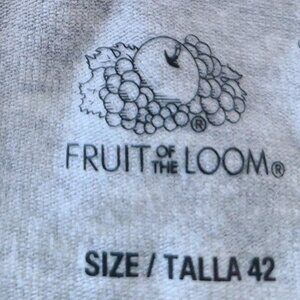 ®
FRUIT OF THE LOOM®
SIZE / TALLA 42